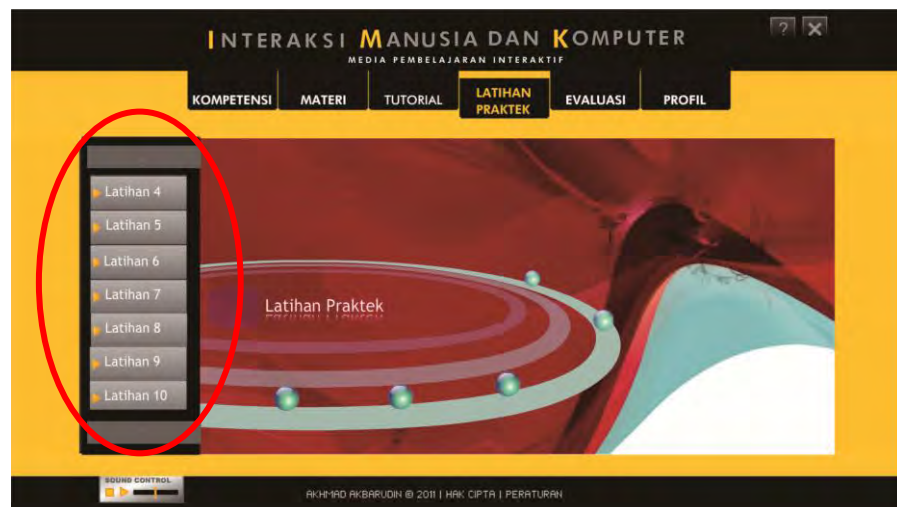 INTERAKSI MANUSIA DAN KOMPUTER
MEDIA PEMBELAJARAN INTERAKTIF
? X
KOMPETENSI MATERI TUTORIAL LATIHAN PRAKTEK EVALUASI PROFIL
Latihan 4
Latihan 5
Latihan 6
Latihan 7
Latihan 8
Latihan 9
Latihan 10
Latihan Praktek
SOUND CONTROL
AKHMAD AKBARUDIN © 2011 | HAK CIPTA | PERATURAN